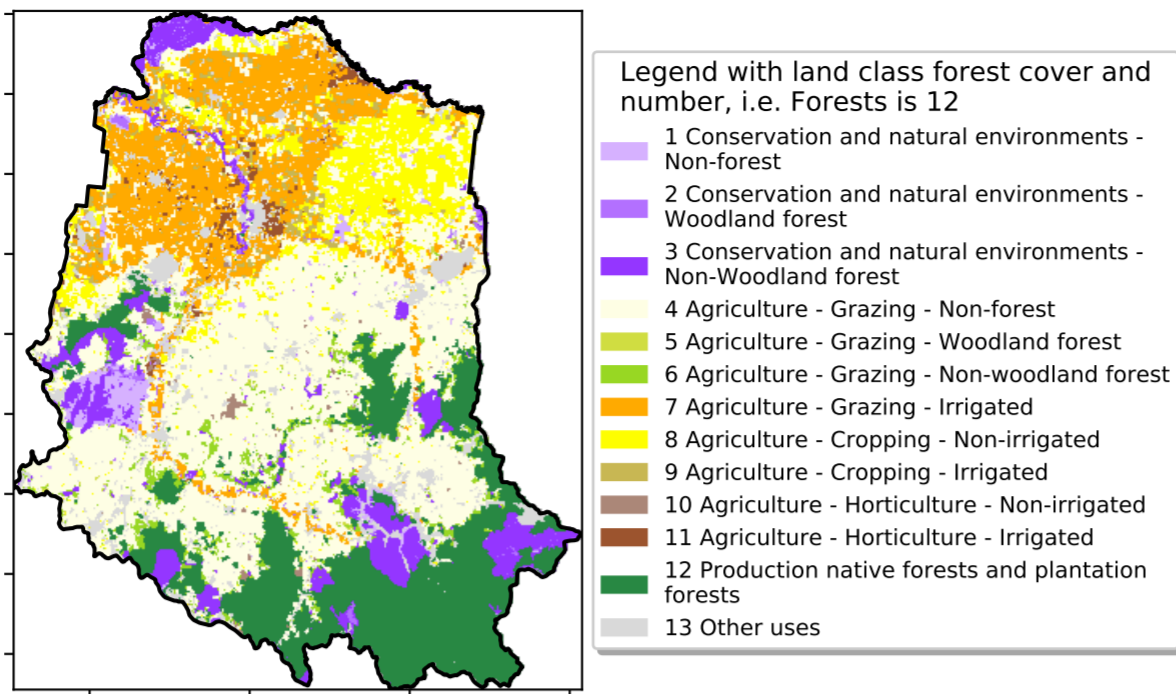 Legend with land class forest cover and
number, i.e. Forests is 12
1 Conservation and natural environments -
Non-forest
2 Conservation and natural environments -
Woodland forest
3 Conservation and natural environments -
Non-Woodland forest
4 Agriculture - Grazing - Non-forest
5 Agriculture - Grazing - Woodland forest
6 Agriculture - Grazing - Non-woodland forest
7 Agriculture - Grazing - Irrigated
8 Agriculture - Cropping - Non-irrigated
9 Agriculture - Cropping - Irrigated
10 Agriculture - Horticulture - Non-irrigated
11 Agriculture - Horticulture - Irrigated
12 Production native forests and plantation
forests
13 Other uses